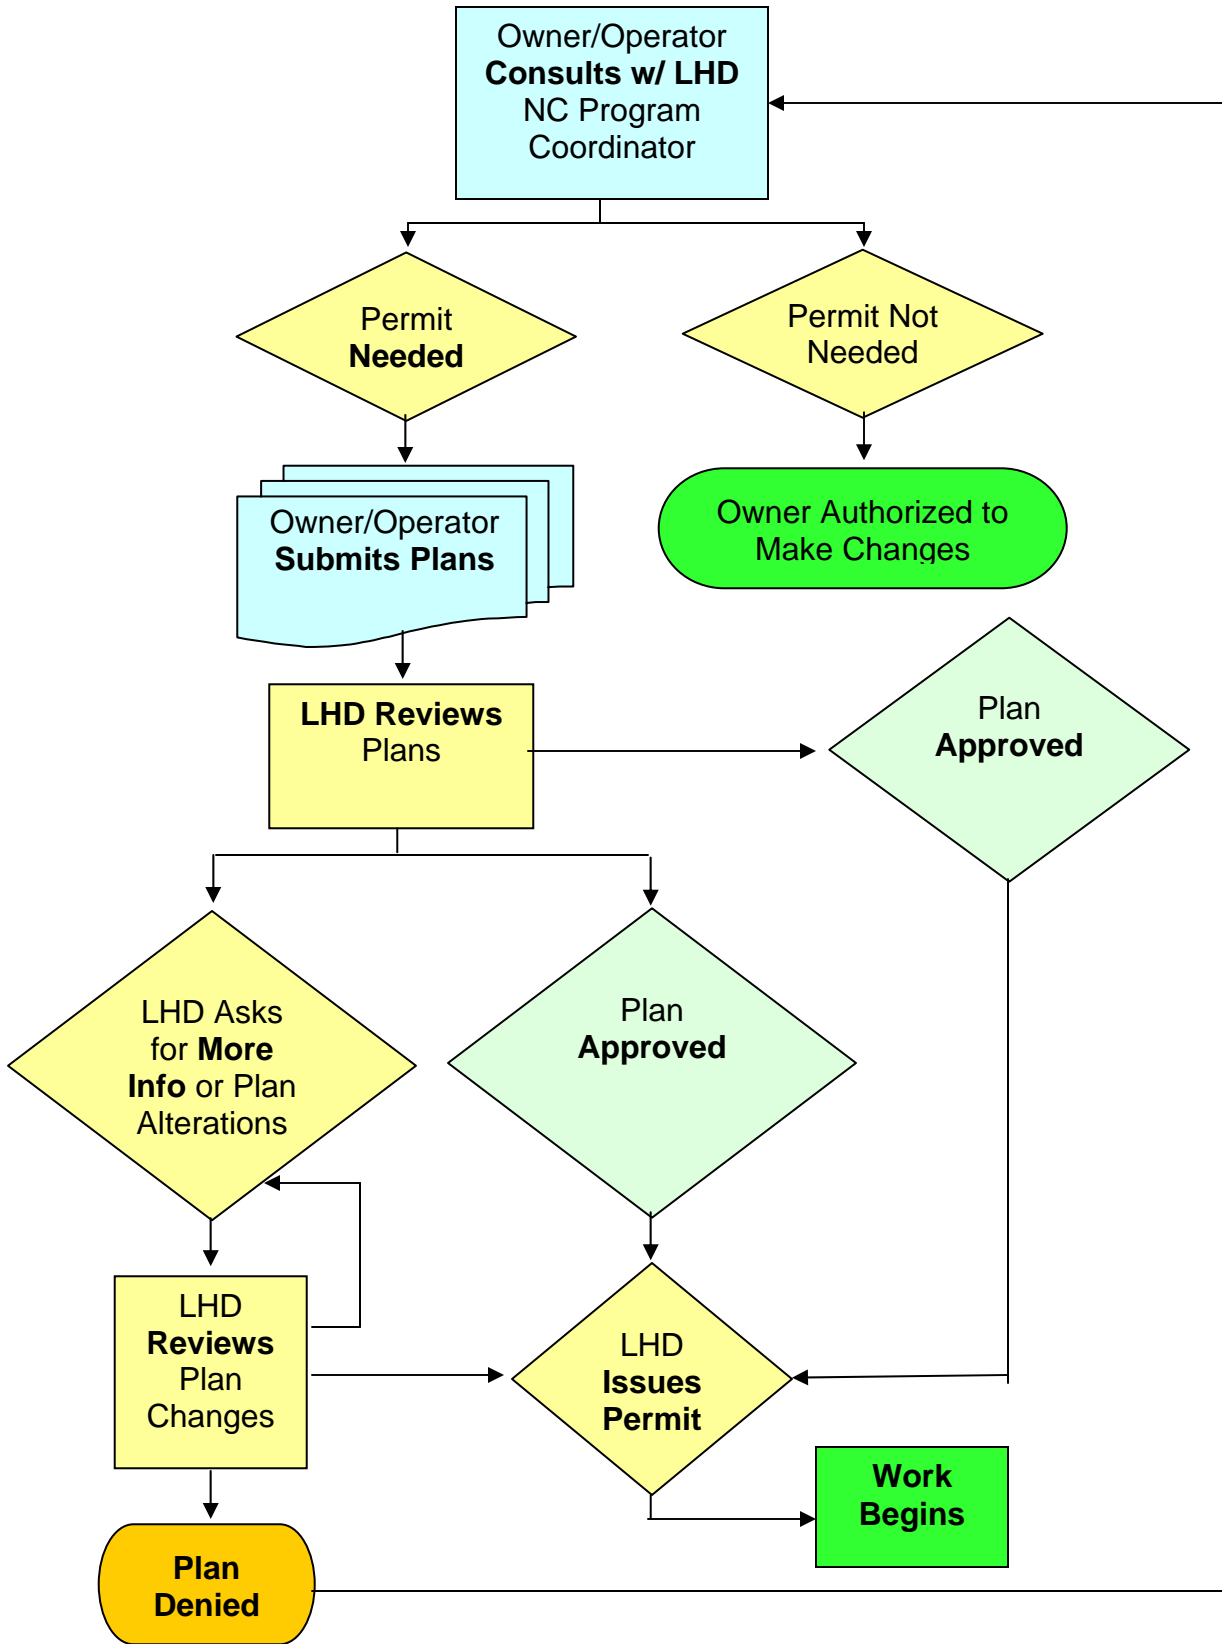 Owner/Operator
Consults w/ LHD
NC Program
Coordinator
Permit
Needed
Permit Not
Needed
Owner/Operator
Submits Plans
Owner Authorized to
Make Changes
LHD Reviews
Plans
Plan
Approved
LHD Asks
for More
Info or Plan
Alterations
Plan
Approved
LHD
Reviews
Plan
Changes
LHD
Issues
Permit
Work
Begins
Plan
Denied